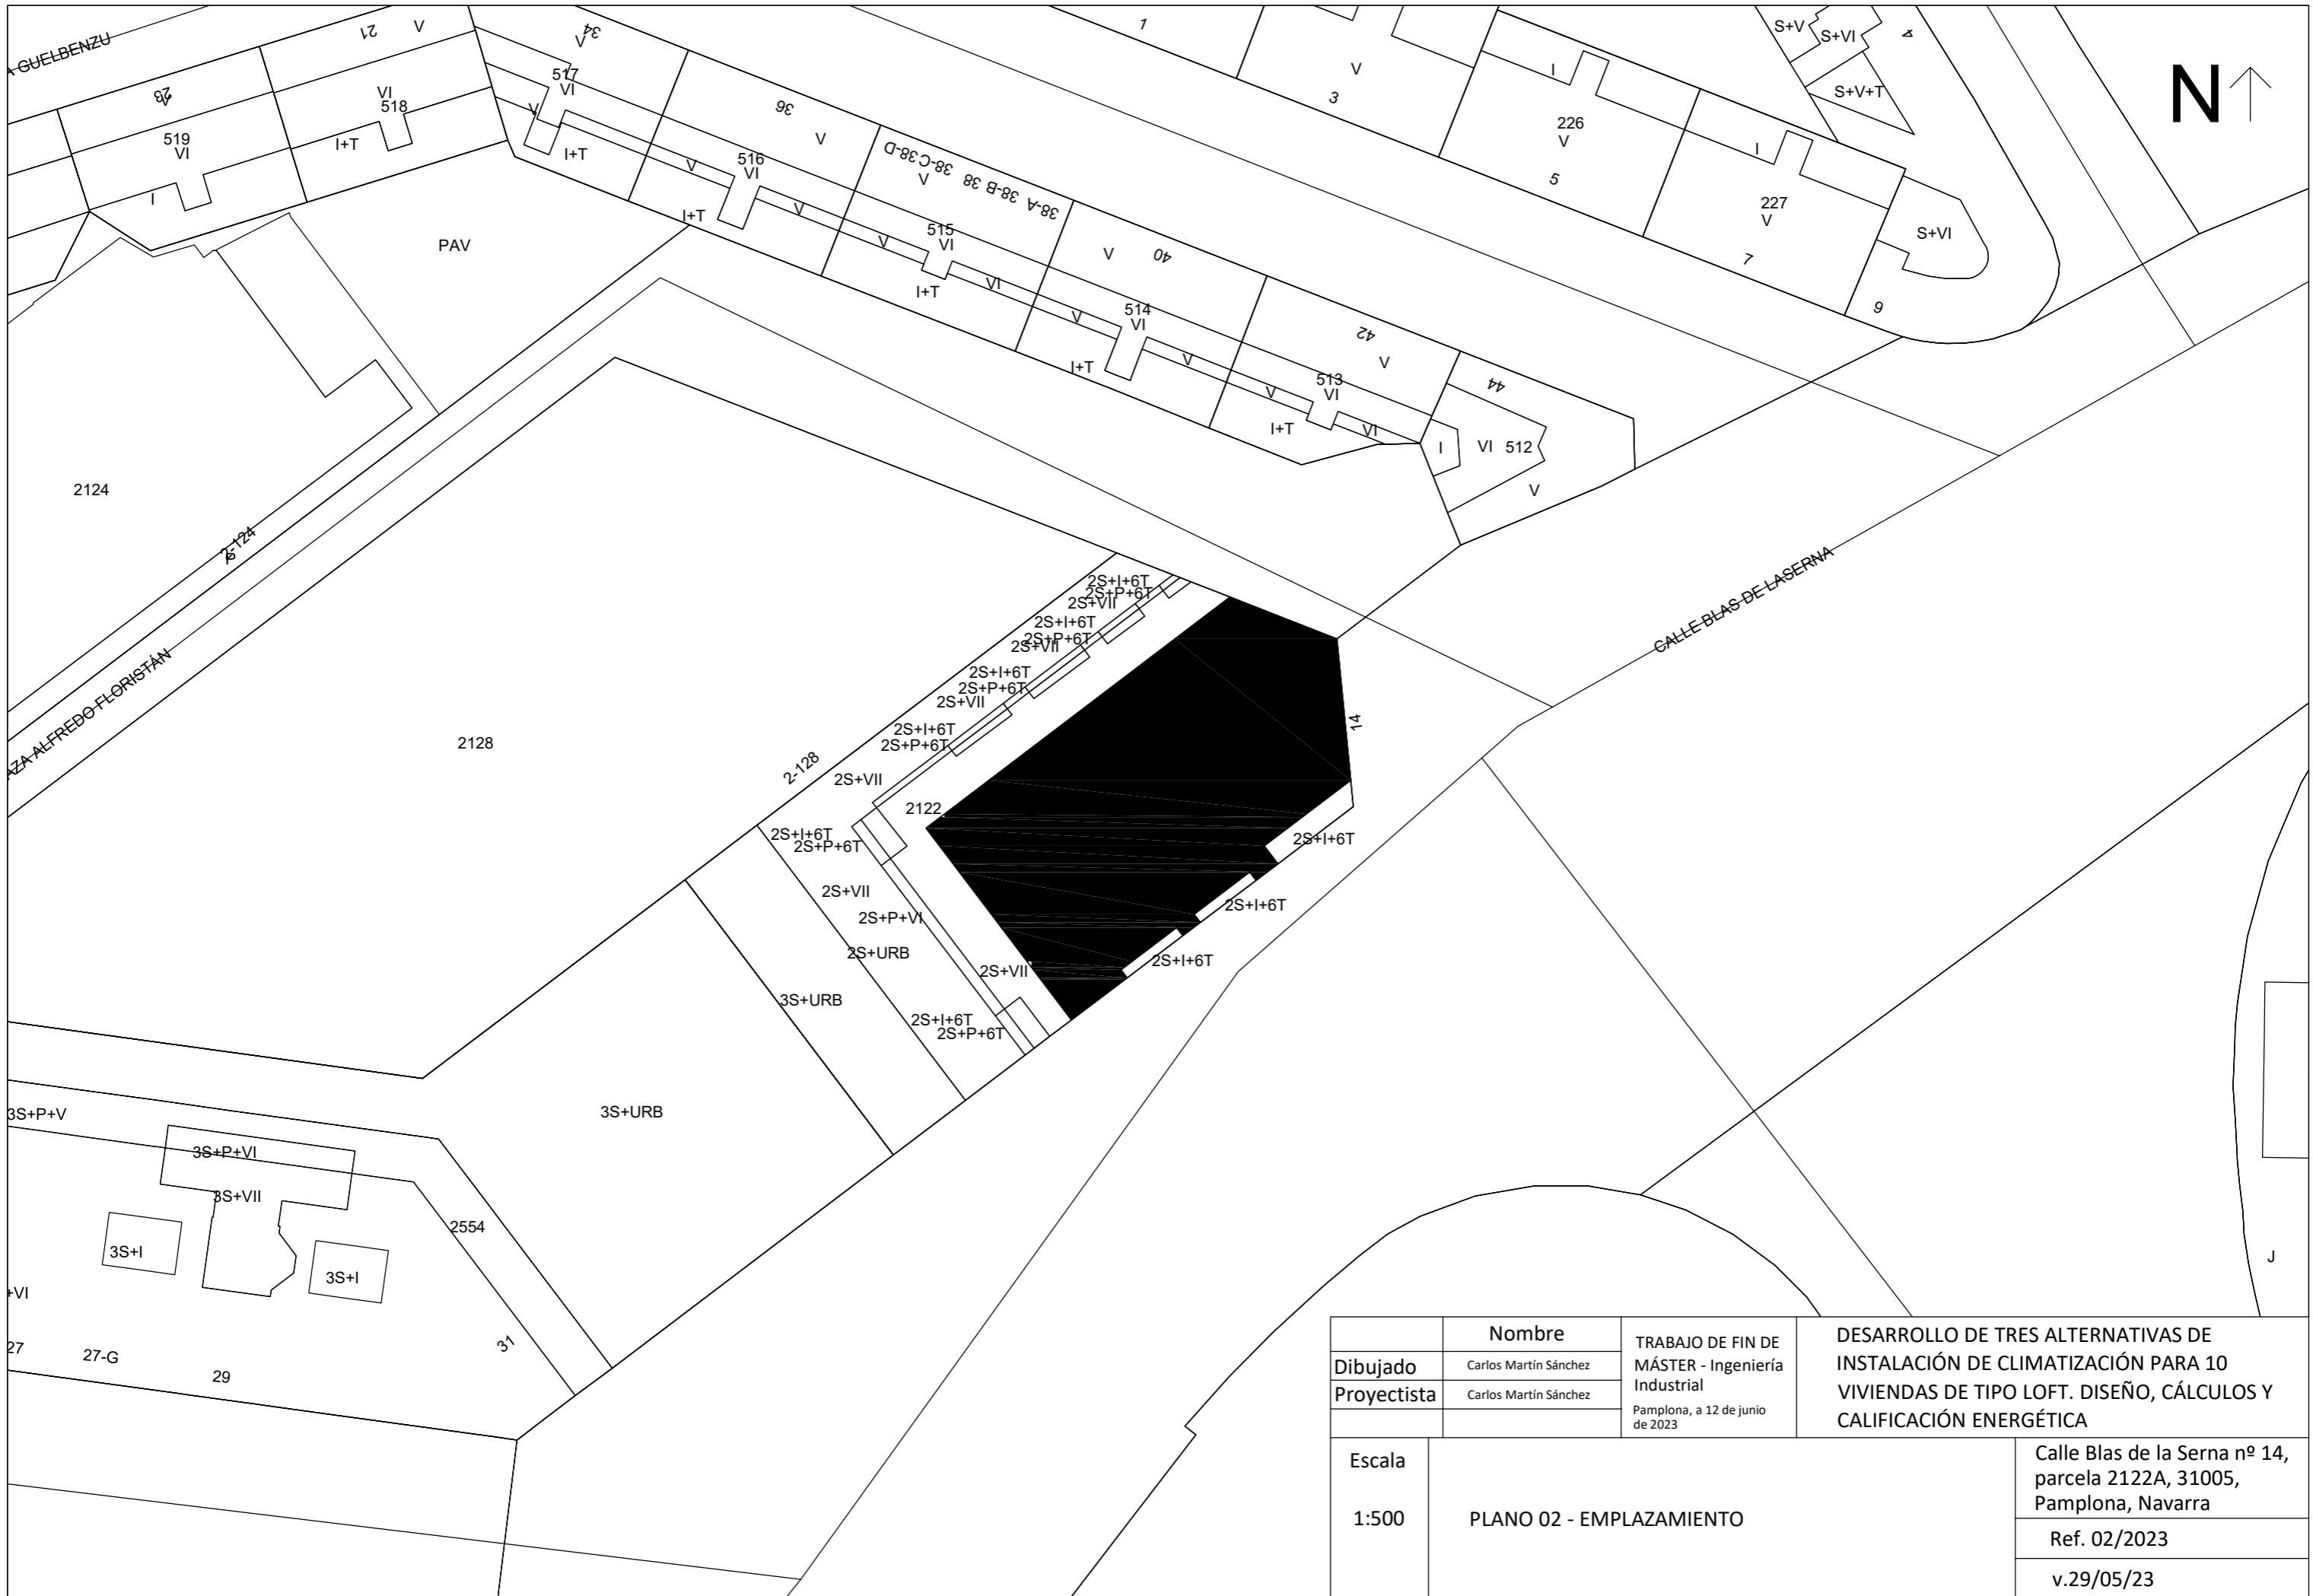 A GUELBENZU
21
V
34
V
517
VI
28
V
VI
518
519
VI
I+T
I
V
I+T
36
V
516
VI
V
I+T
V
38-D
38-C
38
38-B
38-A
V
515
VI
V
I+T
VI
V
40
514
VI
V
I+T
V
42
V
513
VI
V
I+T
VI
44
I
VI 512
V
1
V
3
I
226
V
5
I
227
V
7
9
S+V
S+VI
4
S+V+T
S+VI
N
PAV
2124
2-124
AZA ALFREDO FLORISTÁN
2128
2-128
CALLE BLAS DE LASERNA
2S+I+6T
2S+P+6T
2S+VII
2S+I+6T
2S+P+6T
2S+VII
2S+I+6T
2S+P+6T
2S+VII
2S+I+6T
2S+P+6T
2S+VII
2122
14
2S+I+6T
2S+P+6T
2S+VII
2S+P+VI
2S+URB
2S+VII
2S+I+6T
2S+P+6T
2S+I+6T
2S+I+6T
2S+I+6T
3S+URB
3S+URB
3S+P+V
3S+P+VI
3S+VII
3S+I
3S+I
2554
+VI
27
27-G
29
31
J
Nombre
Dibujado
Carlos Martín Sánchez
Proyectista
Carlos Martín Sánchez
TRABAJO DE FIN DE
MÁSTER - Ingeniería
Industrial
Pamplona, a 12 de junio
de 2023
DESARROLLO DE TRES ALTERNATIVAS DE
INSTALACIÓN DE CLIMATIZACIÓN PARA 10
VIVIENDAS DE TIPO LOFT. DISEÑO, CÁLCULOS Y
CALIFICACIÓN ENERGÉTICA
Escala
1:500
PLANO 02 - EMPLAZAMIENTO
Calle Blas de la Serna nº 14,
parcela 2122A, 31005,
Pamplona, Navarra
Ref. 02/2023
v.29/05/23